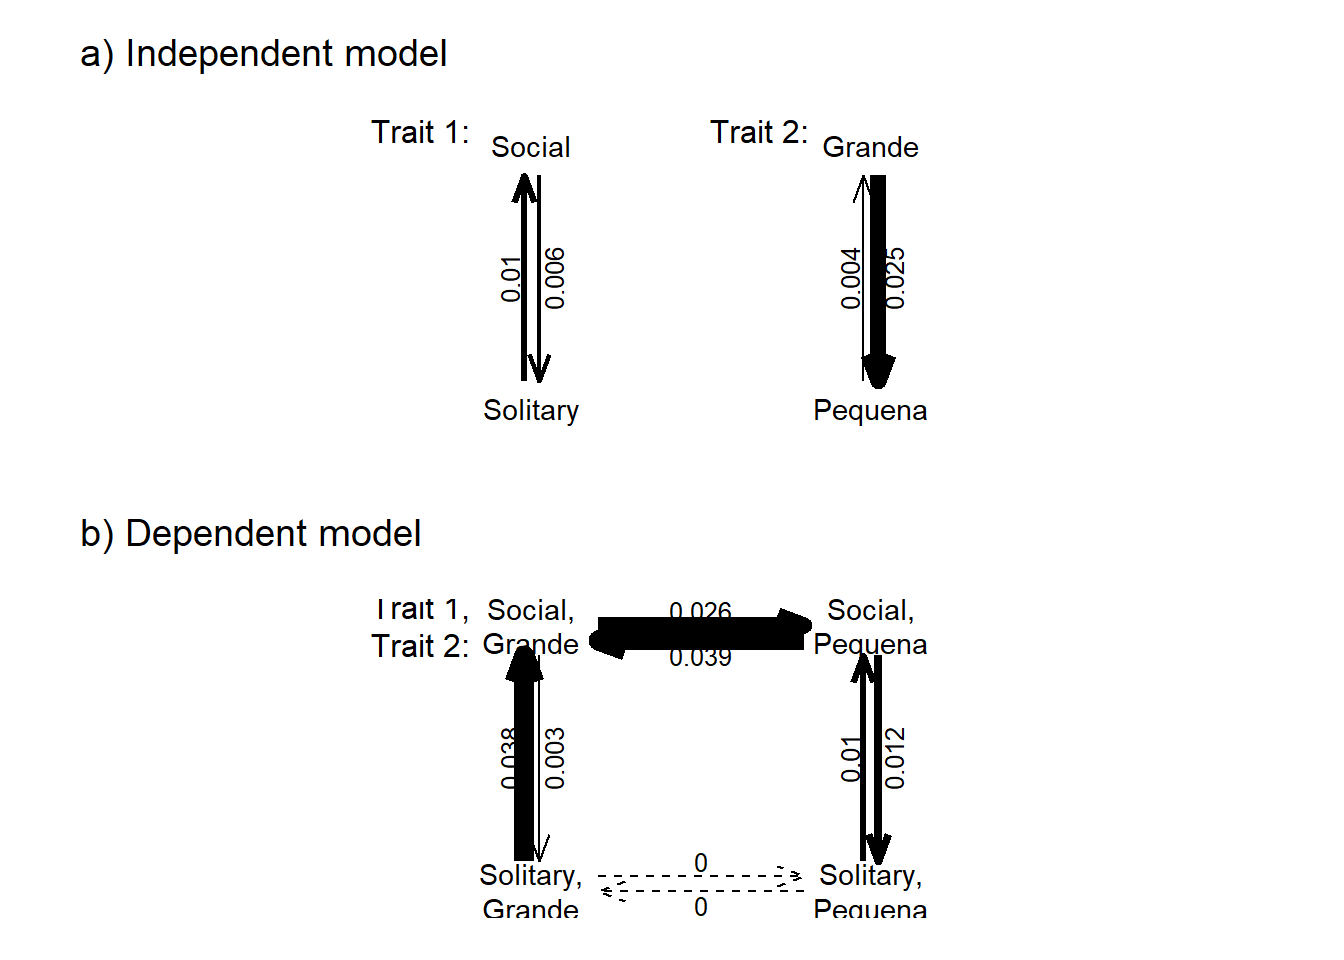 a) Independent model
Trait 1:
Social
0.01
0.006
Solitary
Trait 2:
Grande
0.004
0.025
Pequena
b) Dependent model
Trait 1,
Trait 2:
Social,
Grande
0.026
0.039
Social,
Pequena
0.038
0.003
0.01
0.012
Solitary,
Grande
0
0
Solitary,
Pequena